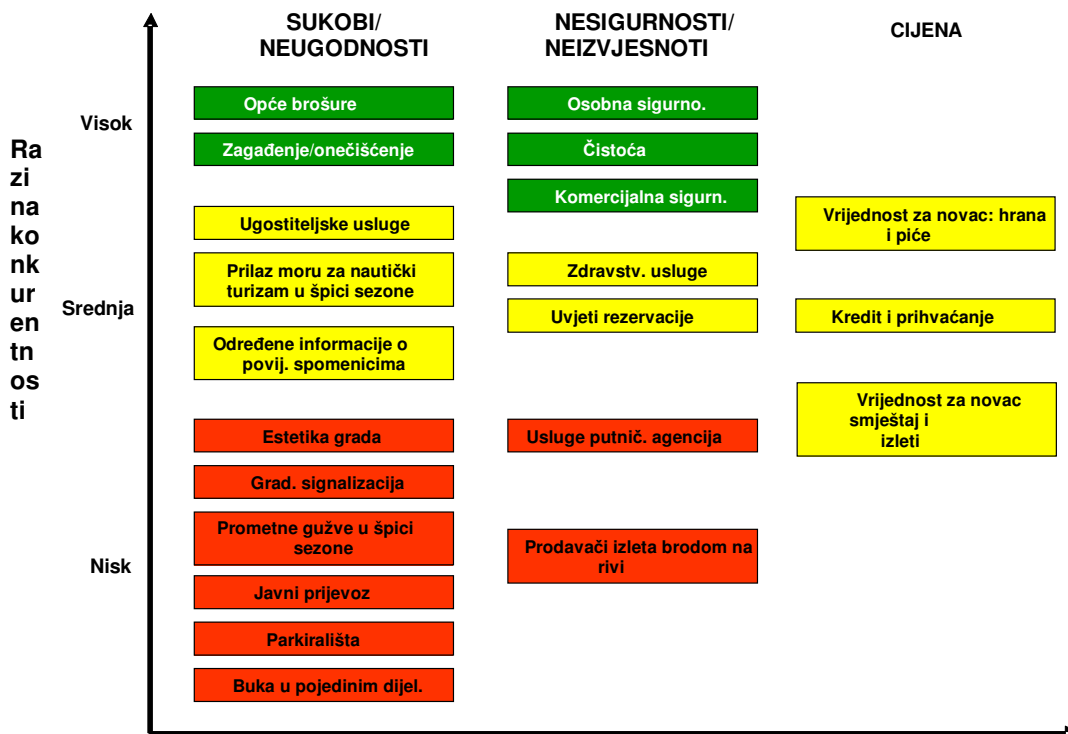 SUKOBI/
NEUGODNOSTI
NESIGURNOSTI/
NEIZVJESNOTI
CIJENA
Ra
zi
na
ko
nk
ur
en
tn
os
ti
Visok
Srednja
Nisk
Opće brošure
Zagađenje/onečišćenje
Ugostiteljske usluge
Prilaz moru za nautički
turizam u špici sezone
Određene informacije o
povij. spomenicima
Estetika grada
Grad. signalizacija
Prometne gužve u špici
sezone
Javni prijevoz
Parkirališta
Buka u pojedinim dijel.
Osobna sigurno.
Čistoća
Komercijalna sigurn.
Zdravstv. usluge
Uvjeti rezervacije
Usluge putnič. agencija
Prodavači izleta brodom na
rivi
Vrijednost za novac: hrana
i piće
Kredit i prihvaćanje
Vrijednost za novac
smještaj i
izleti